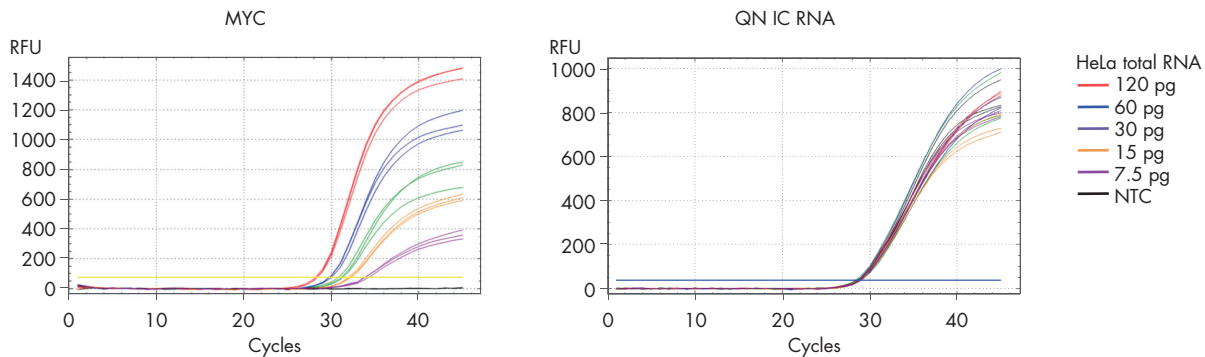 MYC
RFU
1400
1200
1000
800
600
400
200
0
0 10 20 30 40
Cycles
QN IC RNA
RFU
1000
800
600
400
200
0
0 10 20 30 40
Cycles
HeLa total RNA
120 pg
60 pg
30 pg
15 pg
7.5 pg
NTC